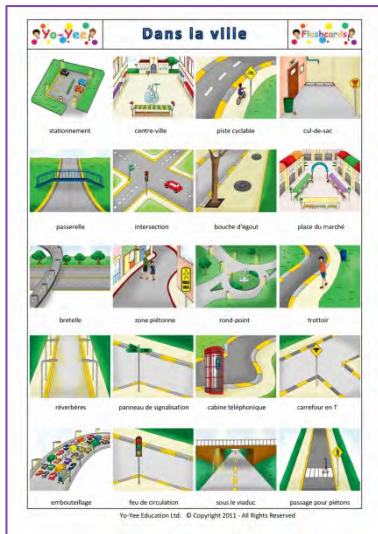 Yo-Yee
Dans la ville
Flashcards
stationnement
centre-ville
piste cyclable
cul-de-sac
passerelle
intersection
bouche d'égout
place du marché
bretelle
zone piétonne
rond-point
trottoir
réverbères
panneau de signalisation
cabine téléphonique
carrefour en T
embouteillage
feu de circulation
sous le viaduc
passage pour piétons
Yo-Yee Education Ltd. © Copyright 2011 - All Rights Reserved